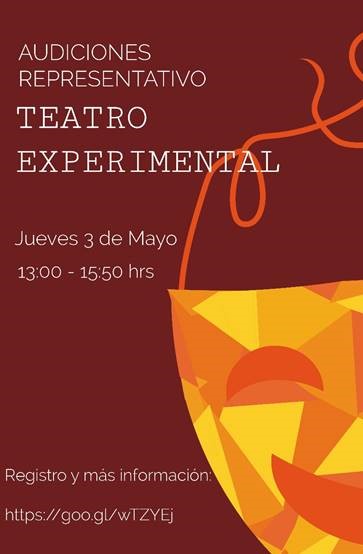 AUDICIONES
REPRESENTATIVO
TEATRO
EXPERIMENTAL
Jueves 3 de Mayo
13:00 - 15:50 hrs
Registro y más información:
https://goo.gl/wTZYEj